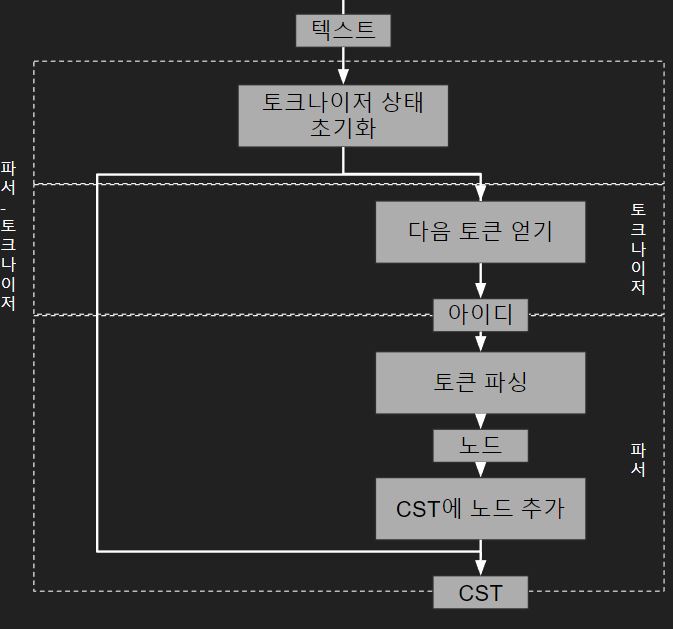 텍스트
토크나이저 상태
초기화
파서-토크나이저
다음 토큰 얻기
토크나이저
아이디
토큰 파싱
노드
파서
CST에 노드 추가
CST